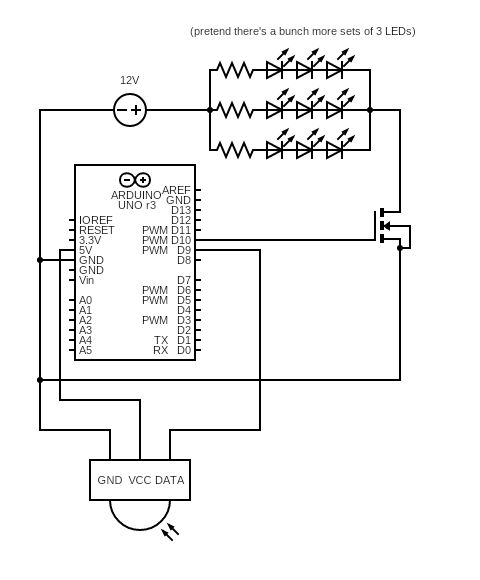 (pretend there's a bunch more sets of 3 LEDs)
12V
ARDUINO
UNO r3
AREF
GND
D13
IOREF D12
RESET PWM D11
3.3V PWM D10
5V PWM D9
GND D8
GND
Vin D7
PWM D6
A0 PWM D5
A1 D4
A2 PWM D3
A3 D2
A4 TX D1
A5 RX D0
GND VCC DATA